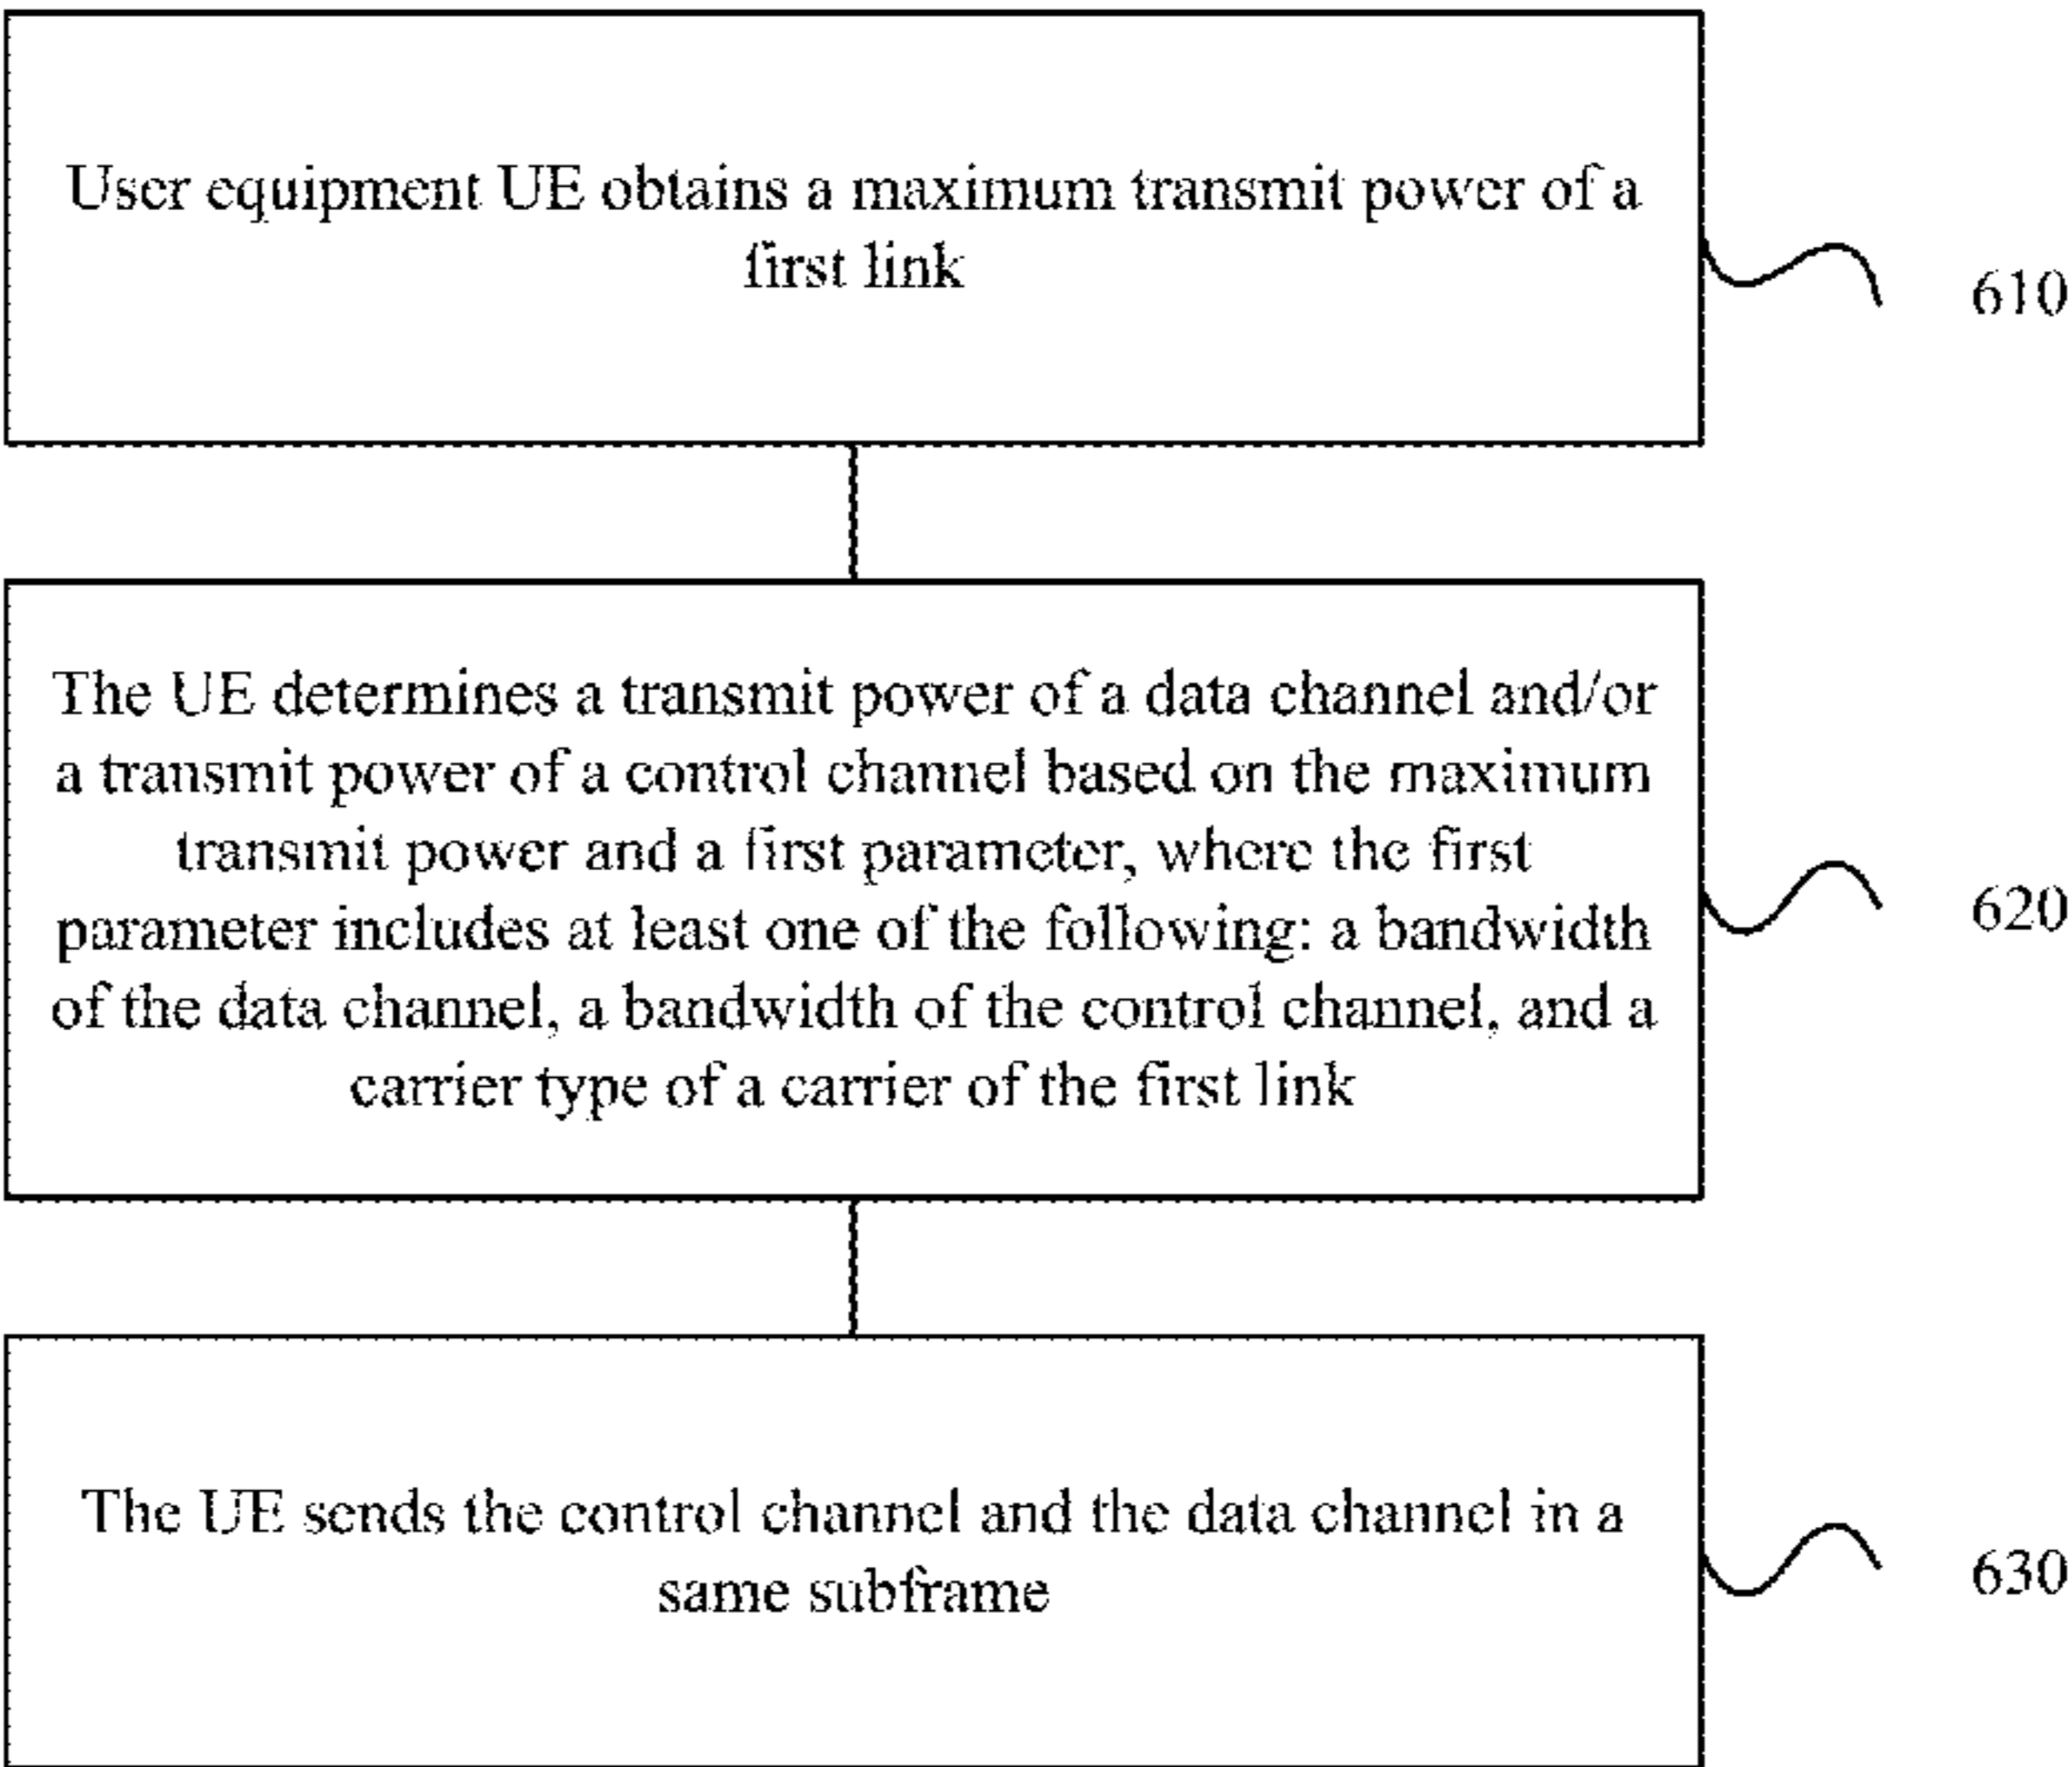 User equipment UE obtains a maximum transmit power of a
first link
610
The UE determines a transmit power of a data channel and/or
a transmit power of a control channel based on the maximum
transmit power and a first parameter, where the first
parameter includes at least one of the following: a bandwidth
of the data channel, a bandwidth of the control channel, and a
carrier type of a carrier of the first link
620
The UE sends the control channel and the data channel in a
same subframe
630